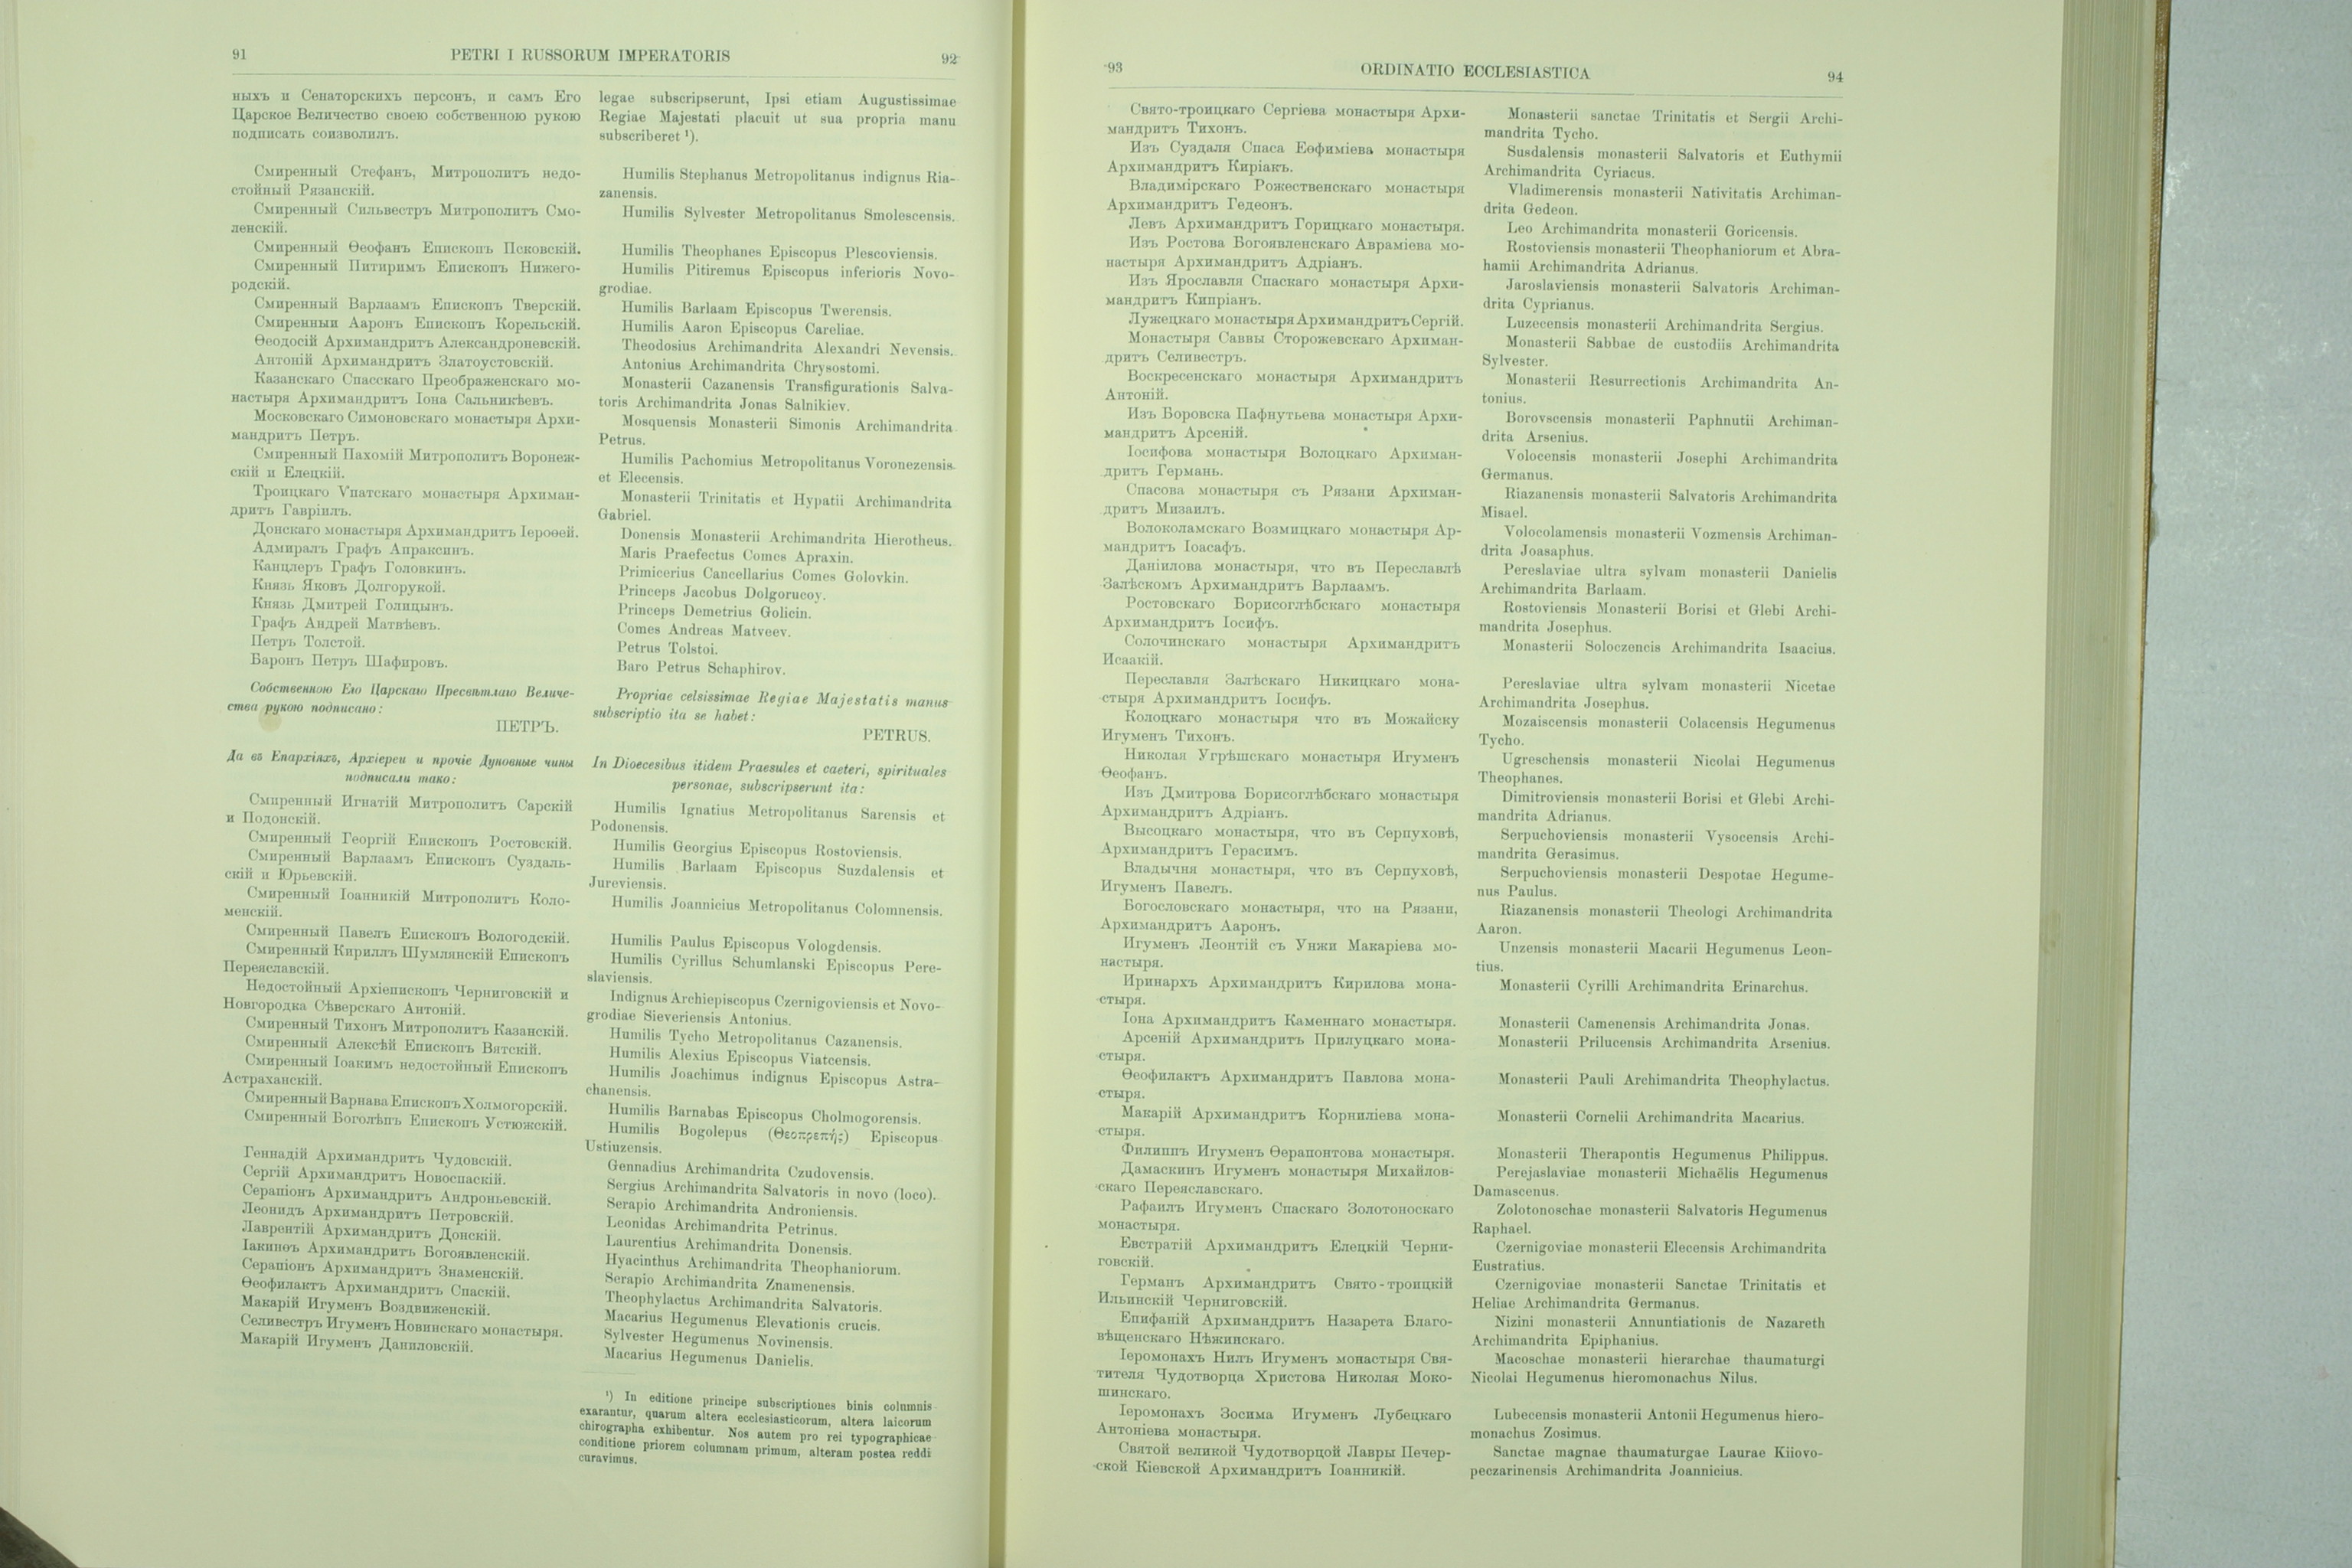 91
PETRI I RUSSORUM IMPERATORIS
92
ныхъ и Сенаторскихъ персонъ, и самъ Его
Царское Величество своею собственною рукою
подписать соизволилъ.
Смиренный Стефанъ, Митрополитъ недо-
стойный Рязанскій.
Смиренный Сильвестръ Митрополитъ Смо-
ленскій.
Смиренный Ѳеофанъ Епископъ Псковскій.
Смиренный Питиримъ Епископъ Нижего-
родскій.
Смиренный Варлаамъ Епископъ Тверскій.
Смиренныи Ааронъ Епископъ Корельскій.
Ѳеодосій Архимандритъ Александроневскій.
Антоній Архимандритъ Златоустовскій.
Казанскаго Спасскаго Преображенскаго мо-
настыря Архимандритъ Іона Сальникѣевъ.
Московскаго Симоновскаго монастыря Архи-
мандритъ Петръ.
Смиренный Пахомій Митрополитъ Воронеж-
скій и Елецкій.
Троицкаго Ѵпатскаго монастыря Архиман-
дритъ Гавріилъ.
Донскаго монастыря Архимандритъ Іероѳей.
Адмиралъ Графъ Апраксинъ.
Канцлеръ Графъ Головкинъ.
Князь Яковъ Долгорукой.
Князь Дмитрей Голицынъ.
Графъ Андрей Матвѣевъ.
Петръ Толстой.
Баронъ Петръ Шафировъ.
Собственною Его Царскаго Пресвѣтлаго Величе-
ства рукою подписано:
ПЕТРЪ.
Да въ Епархіяхъ, Архіереи и прочіе Духовные чины
подписали тако:
Смиренный Игнатій Митрополитъ Сарскій
и Подонскій.
Смиренный Георгій Епископъ Ростовскій.
Смиренный Варлаамъ Епископъ Суздаль-
скій и Юрьевскій.
Смиренный Іоанникій Митрополитъ Коло-
менскій.
Смиренный Павелъ Епископъ Вологодскій.
Смиренный Кириллъ Шумлянскій Епископъ
Переяславскій.
Недостойный Архіепископъ Черниговскій и
Новгородка Сѣверскаго Антоній.
Смиренный Тихонъ Митрополитъ Казанскій.
Смиренный Алексѣй Епископъ Вятскій.
Смиренный Іоакимъ недостойный Епископъ
Астраханскій.
Смиренный Варнава Епископъ Холмогорскій.
Смиренный Боголѣпъ Епископъ Устюжскій.
Геннадій Архимандритъ Чудовскій.
Сергій Архимандритъ Новоспаскій.
Серапіонъ Архимандритъ Андроньевскій.
Леонидъ Архимандритъ Петровскій.
Лаврентій Архимандритъ Донскій.
Іакинѳъ Архимандритъ Богоявленскій.
Серапіонъ Архимандритъ Знаменскій.
Ѳеофилактъ Архимандритъ Спаскій.
Макарій Игуменъ Воздвиженскій.
Селивестръ Игуменъ Новинскаго монастыря.
Макарій Игуменъ Даниловскій.
legae subscripserunt, Ipsi etiam Augustissimae
Regiae Majestati placuit ut sua propria manu
subscriberet ¹).
Humilis Stephanus Metropolitanus indignus Ria-
zanensis.
Humilis Sylvester Metropolitanus Smolescensis.
Humilis Theophanes Episcopus Plescoviensis.
Humilis Pitiremus Episcopus inferioris Novo-
grodiae.
Humilis Barlaam Episcopus Twerensis.
Humilis Aaron Episcopus Careliae.
Theodosius Archimandrita Alexandri Nevensis.
Antonius Archimandrita Chrysostomi.
Monasterii Cazanensis Transfigurationis Salva-
toris Archimandrita Jonas Salnikiev.
Mosquensis Monasterii Simonis Archimandrita
Petrus.
Humilis Pachomius Metropolitanus Voronezensis
et Elecensis.
Monasterii Trinitatis et Hypatii Archimandrita
Gabriel.
Donensis Monasterii Archimandrita Hierotheus.
Maris Praefectus Comes Apraxin.
Primicerius Cancellarius Comes Golovkin.
Princeps Jacobus Dolgorucoy.
Princeps Demetrius Golicin.
Comes Andreas Matveev.
Petrus Tolstoi.
Baro Petrus Schaphirov.
Propriae celsissimae Regiae Majestatis manus
subscriptio ita se habet:
PETRUS.
In Dioecesibus itidem Praesules et caeteri, spirituales
personae, subscripserunt ita:
Humilis Ignatius Metropolitanus Sarensis et
Podonensis.
Humilis Georgius Episcopus Rostoviensis.
Humilis Barlaam Episcopus Suzdalensis et
Jureviensis.
Humilis Joannicius Metropolitanus Colomnensis.
Humilis Paulus Episcopus Vologdensis.
Humilis Cyrillus Schumlanski Episcopus Pere-
slaviensis.
Indignus Archiepiscopus Czernigoviensis et Novo-
grodiae Sieveriensis Antonius.
Humilis Tycho Metropolitanus Cazanensis.
Humilis Alexius Episcopus Viatcensis.
Humilis Joachimus indignus Episcopus Astra-
chanensis.
Humilis Barnabas Episcopus Cholmogorensis.
Humilis Bogolepus (Θεοπρεπής) Episcopus
Ustiuzensis.
Gennadius Archimandrita Czudovensis.
Sergius Archimandrita Salvatoris in novo (loco).
Serapio Archimandrita Androniensis.
Leonidas Archimandrita Petrinus.
Laurentius Archimandrita Donensis.
Hyacinthus Archimandrita Theophaniorum.
Serapio Archimandrita Znamenensis.
Theophylactus Archimandrita Salvatoris.
Macarius Hegumenus Elevationis crucis.
Sylvester Hegumenus Novinensis.
Macarius Hegumenus Danielis.
¹) In editione principe subscriptiones binis columnis
exarantur, quarum altera ecclesiasticorum, altera laicorum
chirographa exhibentur. Nos autem pro rei typographicae
conditione priorem columnam primum, alteram postea reddi
curavimus.
93
ORDINATIO ECCLESIASTICA
94
Свято-троицкаго Сергіева монастыря Архи-
мандритъ Тихонъ.
Изъ Суздаля Спаса Еѳфиміева монастыря
Архимандритъ Киріакъ.
Владимірскаго Рожественскаго монастыря
Архимандритъ Гедеонъ.
Левъ Архимандритъ Горицкаго монастыря.
Изъ Ростова Богоявленскаго Авраміева мо-
настыря Архимандритъ Адріанъ.
Изъ Ярославля Спаскаго монастыря Архи-
мандритъ Кипріанъ.
Лужецкаго монастыря Архимандритъ Сергій.
Монастыря Саввы Сторожевскаго Архиман-
дритъ Селивестръ.
Воскресенскаго монастыря Архимандритъ
Антоній.
Изъ Боровска Пафнутьева монастыря Архи-
мандритъ Арсеній.
Іосифова монастыря Волоцкаго Архиман-
дритъ Германь.
Спасова монастыря съ Рязани Архиман-
дритъ Мизаилъ.
Волоколамскаго Возмицкаго монастыря Ар-
мандритъ Іоасафъ.
Даніилова монастыря, что въ Переславлѣ
Залѣскомъ Архимандритъ Варлаамъ.
Ростовскаго Борисоглѣбскаго монастыря
Архимандритъ Іосифъ.
Солочинскаго монастыря Архимандритъ
Исаакій.
Переславля Залѣскаго Никицкаго мона-
стыря Архимандритъ Іосифъ.
Колоцкаго монастыря что въ Можайску
Игуменъ Тихонъ.
Николая Угрѣшскаго монастыря Игуменъ
Ѳеофанъ.
Изъ Дмитрова Борисоглѣбскаго монастыря
Архимандритъ Адріанъ.
Высоцкаго монастыря, что въ Серпуховѣ,
Архимандритъ Герасимъ.
Владычня монастыря, что въ Серпуховѣ,
Игуменъ Павелъ.
Богословскаго монастыря, что на Рязани,
Архимандритъ Ааронъ.
Игуменъ Леонтій съ Унжи Макаріева мо-
настыря.
Иринархъ Архимандритъ Кирилова мона-
стыря.
Іона Архимандритъ Каменнаго монастыря.
Арсеній Архимандритъ Прилуцкаго мона-
стыря.
Ѳеофилактъ Архимандритъ Павлова мона-
стыря.
Макарій Архимандритъ Корниліева мона-
стыря.
Филиппъ Игуменъ Ѳерапонтова монастыря.
Дамаскинъ Игуменъ монастыря Михайлов-
скаго Переяславскаго.
Рафаилъ Игуменъ Спаскаго Золотоноскаго
монастыря.
Евстратій Архимандритъ Елецкій Черни-
говскій.
Германъ Архимандритъ Свято-троицкій
Ильинскій Черниговскій.
Епифаній Архимандритъ Назарета Благо-
вѣщенскаго Нѣжинскаго.
Іеромонахъ Нилъ Игуменъ монастыря Свя-
тителя Чудотворца Христова Николая Моко-
шинскаго.
Іеромонахъ Зосима Игуменъ Лубецкаго
Антоніева монастыря.
Святой великой Чудотворцой Лавры Печер-
ской Кіевской Архимандритъ Іоанникій.
Monasterii sanctae Trinitatis et Sergii Archi-
mandrita Tycho.
Susdalensis monasterii Salvatoris et Euthymii
Archimandrita Cyriacus.
Vladimerensis monasterii Nativitatis Archiman-
drita Gedeon.
Leo Archimandrita monasterii Goricensis.
Rostoviensis monasterii Theophaniorum et Abra-
hamii Archimandrita Adrianus.
Jaroslaviensis monasterii Salvatoris Archiman-
drita Cyprianus.
Luzecensis monasterii Archimandrita Sergius.
Monasterii Sabbae de custodiis Archimandrita
Sylvester.
Monasterii Resurrectionis Archimandrita An-
tonius.
Borovscensis monasterii Paphnutii Archiman-
drita Arsenius.
Volocensis monasterii Josephi Archimandrita
Germanus.
Riazanensis monasterii Salvatoris Archimandrita
Misael.
Volocolamensis monasterii Vozmensis Archiman-
drita Joasaphus.
Pereslaviae ultra sylvam monasterii Danielis
Archimandrita Barlaam.
Rostoviensis Monasterii Borisi et Glebi Archi-
mandrita Josephus.
Monasterii Soloczencis Archimandrita Isaacius.
Pereslaviae ultra sylvam monasterii Nicetae
Archimandrita Josephus.
Mozaiscensis monasterii Colacensis Hegumenus
Tycho.
Ugreschensis monasterii Nicolai Hegumenus
Theophanes.
Dimitroviensis monasterii Borisi et Glebi Archi-
mandrita Adrianus.
Serpuchoviensis monasterii Vysocensis Archi-
mandrita Gerasimus.
Serpuchoviensis monasterii Despotae Hegume-
nus Paulus.
Riazanensis monasterii Theologi Archimandrita
Aaron.
Unzensis monasterii Macarii Hegumenus Leon-
tius.
Monasterii Cyrilli Archimandrita Erinarchus.
Monasterii Camenensis Archimandrita Jonas.
Monasterii Prilucensis Archimandrita Arsenius.
Monasterii Pauli Archimandrita Theophylactus.
Monasterii Cornelii Archimandrita Macarius.
Monasterii Therapontis Hegumenus Philippus.
Perejaslaviae monasterii Michaëlis Hegumenus
Damascenus.
Zolotonoschae monasterii Salvatoris Hegumenus
Raphael.
Czernigoviae monasterii Elecensis Archimandrita
Eustratius.
Czernigoviae monasterii Sanctae Trinitatis et
Heliae Archimandrita Germanus.
Nizini monasterii Annuntiationis de Nazareth
Archimandrita Epiphanius.
Macoschae monasterii hierarchae thaumaturgi
Nicolai Hegumenus hieromonachus Nilus.
Lubecensis monasterii Antonii Hegumenus hiero-
monachus Zosimus.
Sanctae magnae thaumaturgae Laurae Kiiovo-
peczarinensis Archimandrita Joannicius.